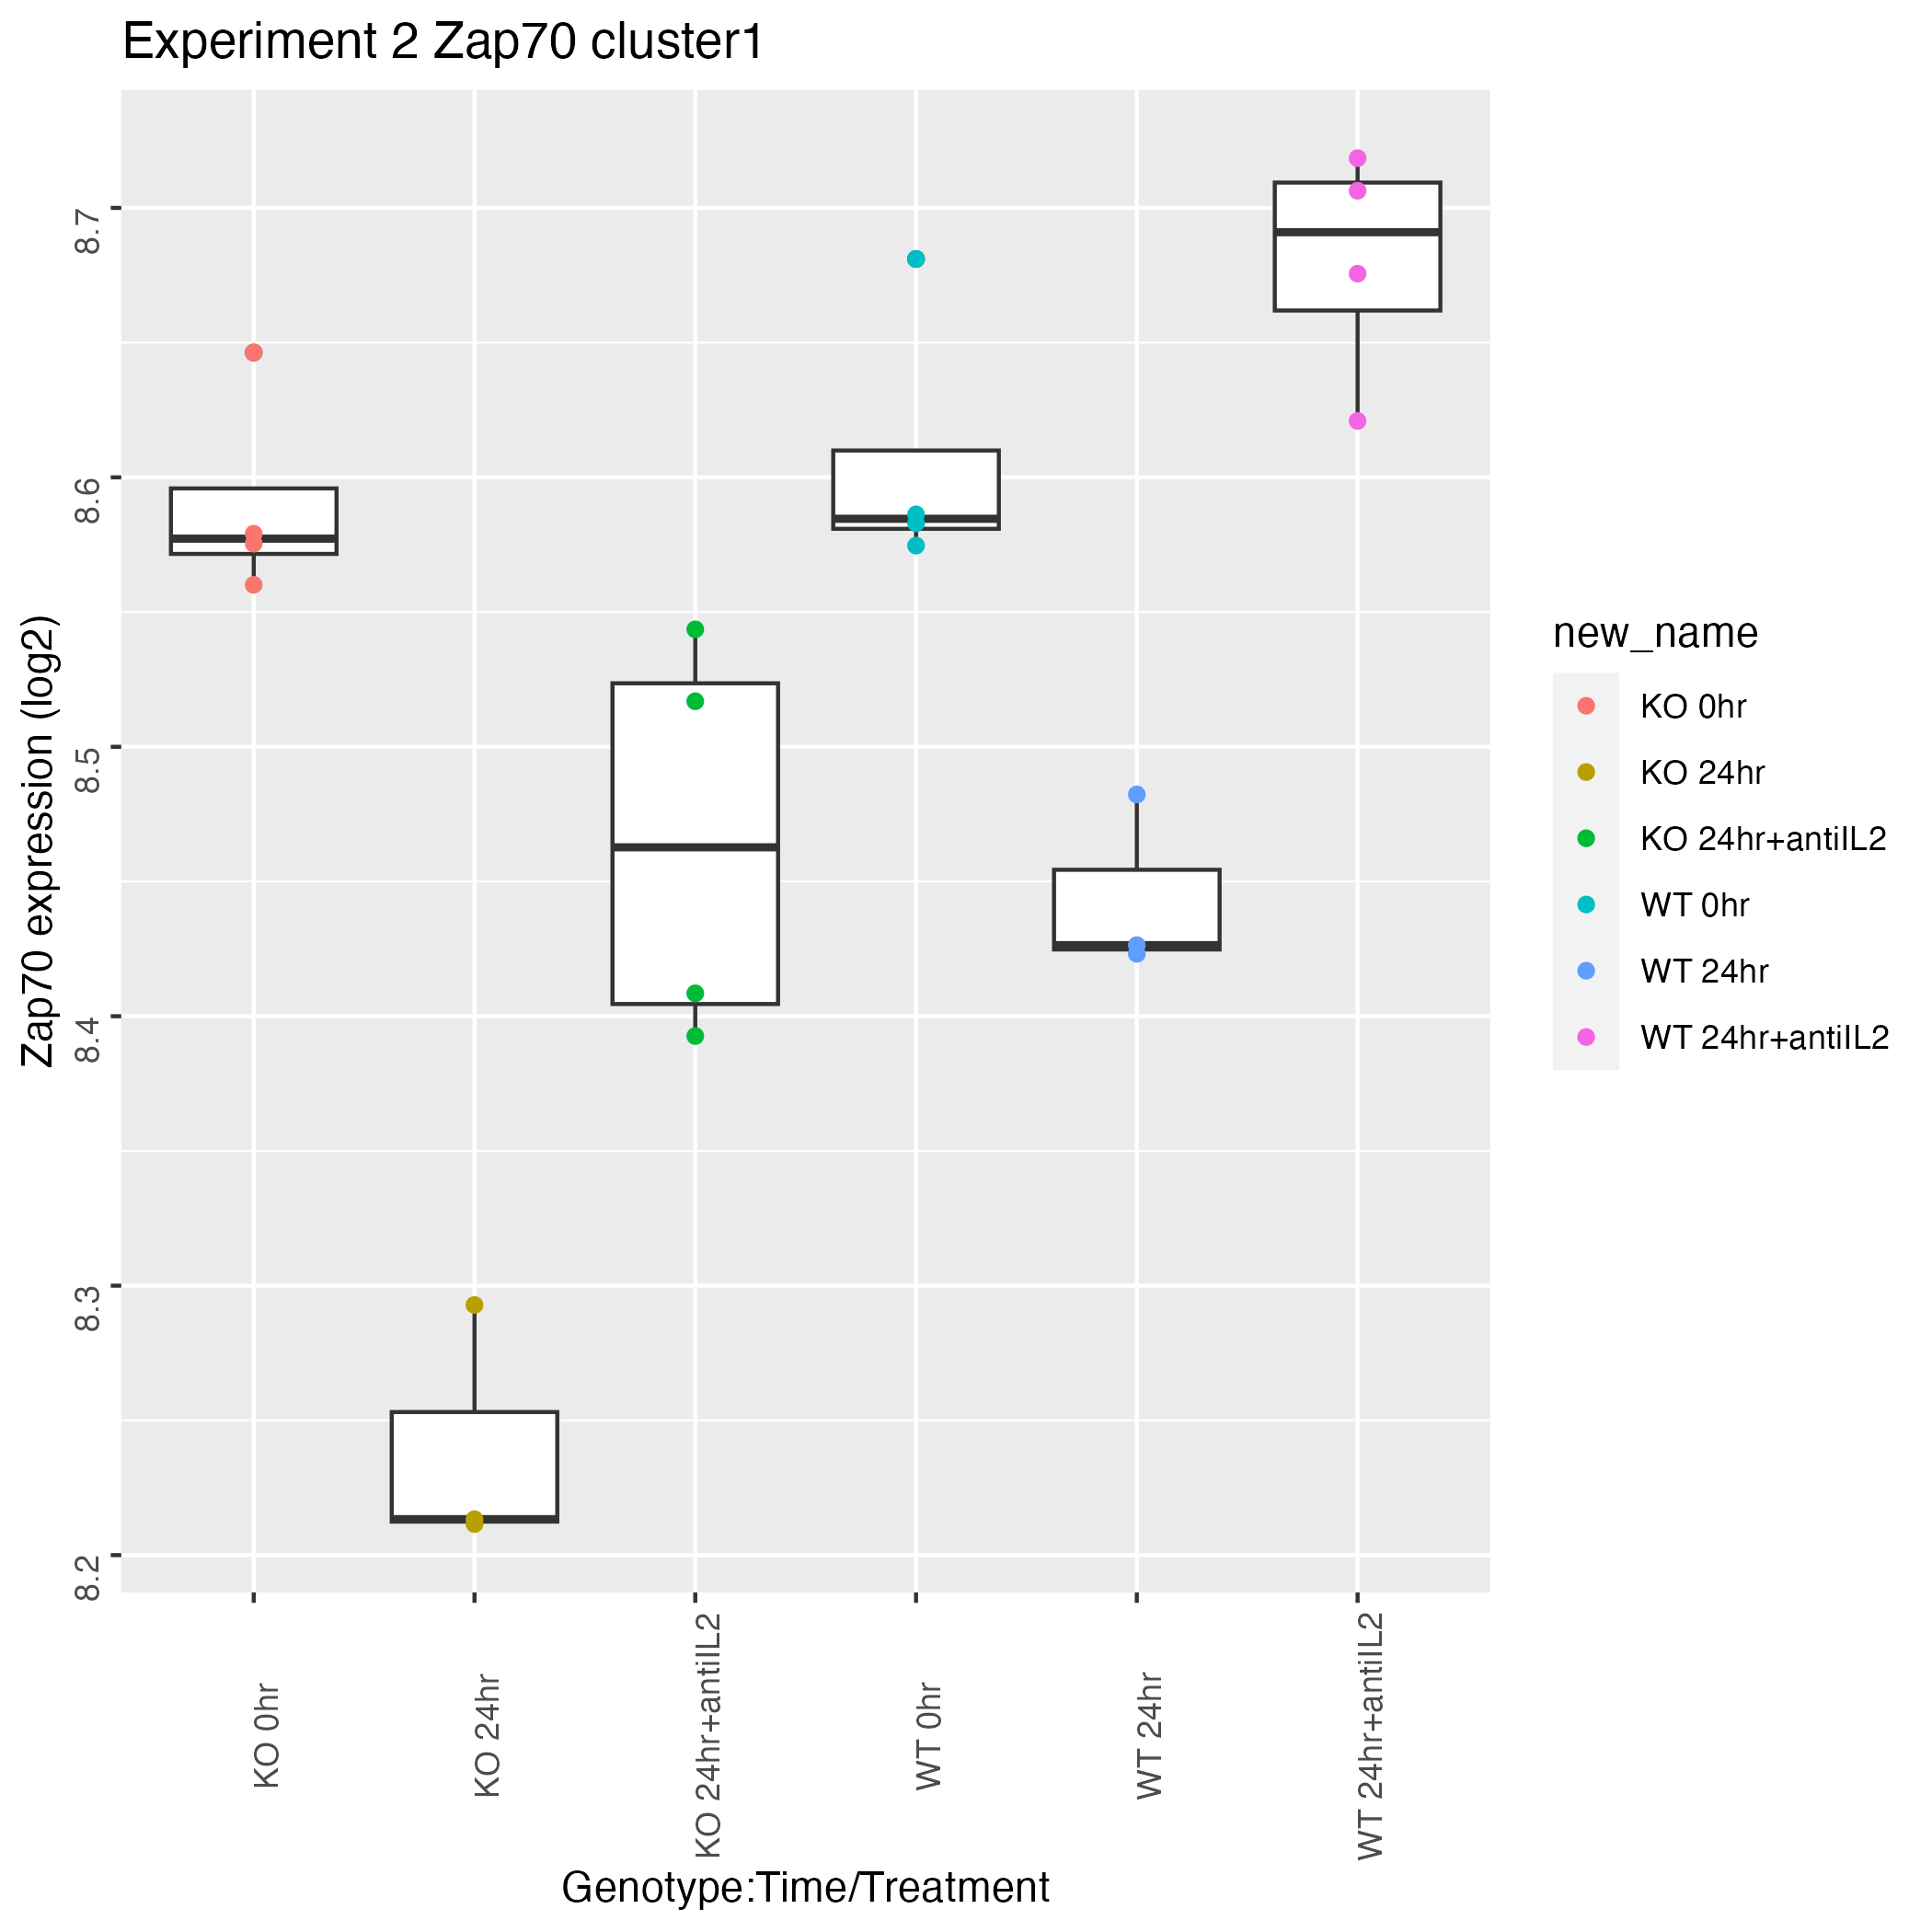 Experiment 2 Zap70 cluster1
Zap70 expression (log2)
8.7
8.6
8.5
8.4
8.3
8.2
KO 0hr
KO 24hr
KO 24hr+antiIL2
WT 0hr
WT 24hr
WT 24hr+antiIL2
Genotype:Time/Treatment
new_name
KO 0hr
KO 24hr
KO 24hr+antiIL2
WT 0hr
WT 24hr
WT 24hr+antiIL2